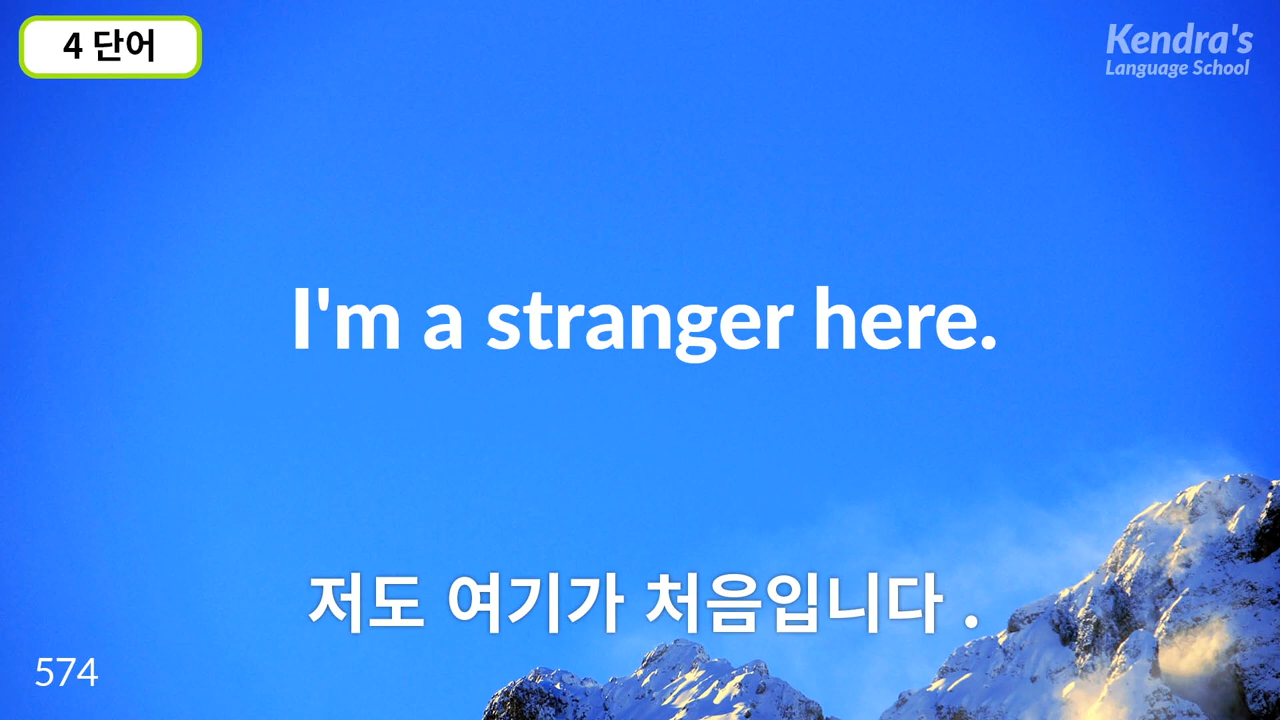 4 단어
Kendra's
Language School
I'm a stranger here.
저도 여기가 처음입니다 .
574